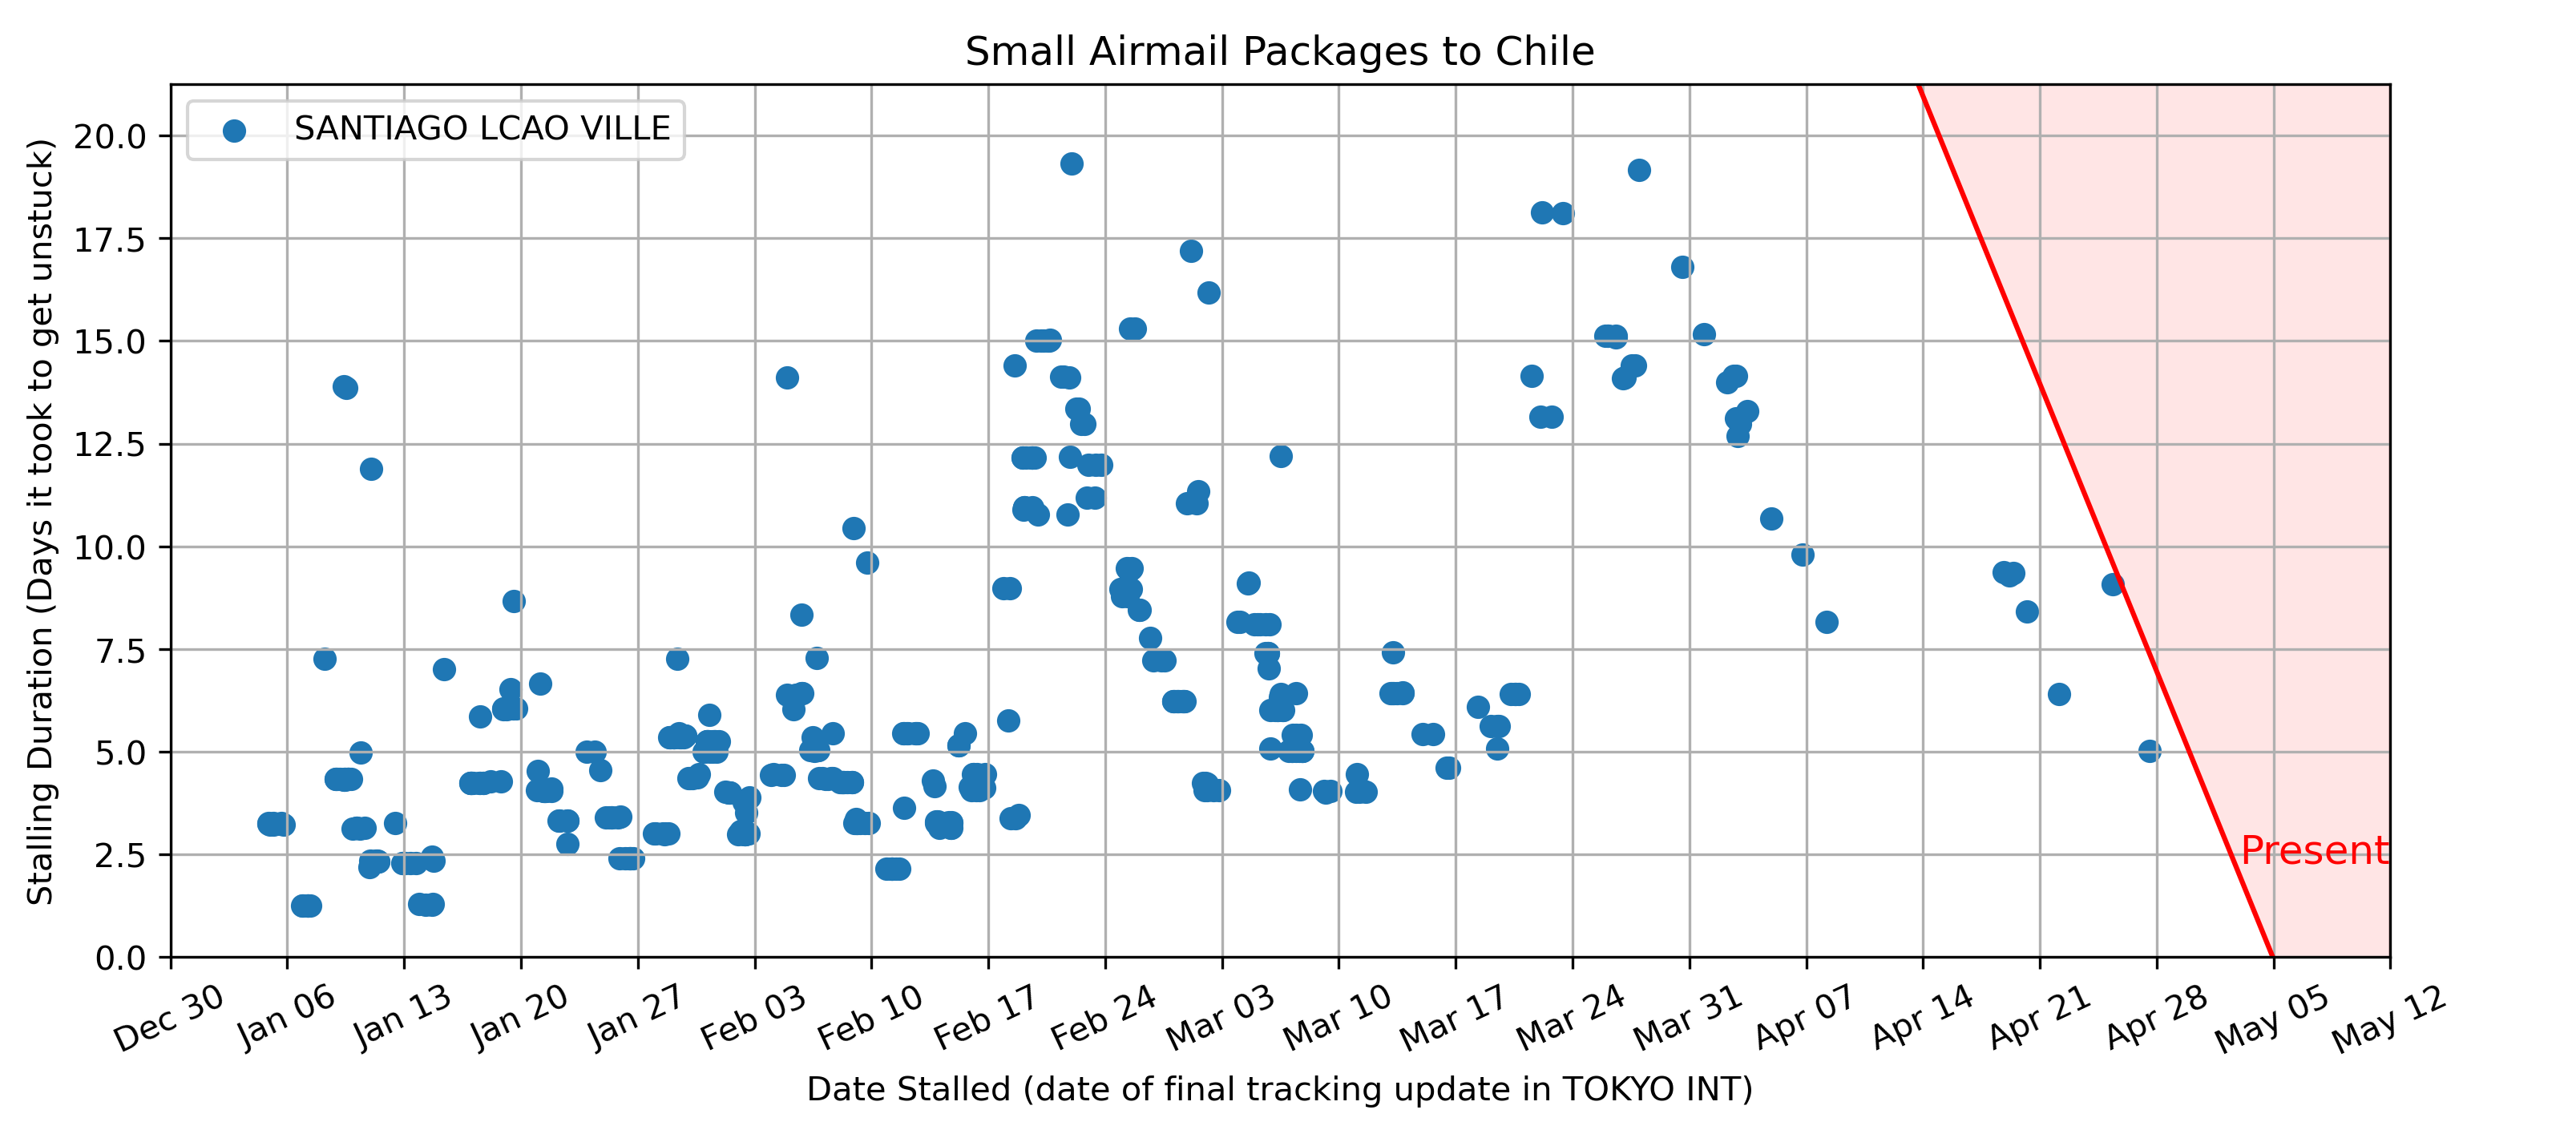 Small Airmail Packages to Chile
SANTIAGO LCAO VILLE
Stalling Duration (Days it took to get unstuck)
20.0
17.5
15.0
12.5
10.0
7.5
5.0
2.5
0.0
Present
Dec 30
Jan 06
Jan 13
Jan 20
Jan 27
Feb 03
Feb 10
Feb 17
Feb 24
Mar 03
Mar 10
Mar 17
Mar 24
Mar 31
Apr 07
Apr 14
Apr 21
Apr 28
May 05
May 12
Date Stalled (date of final tracking update in TOKYO INT)